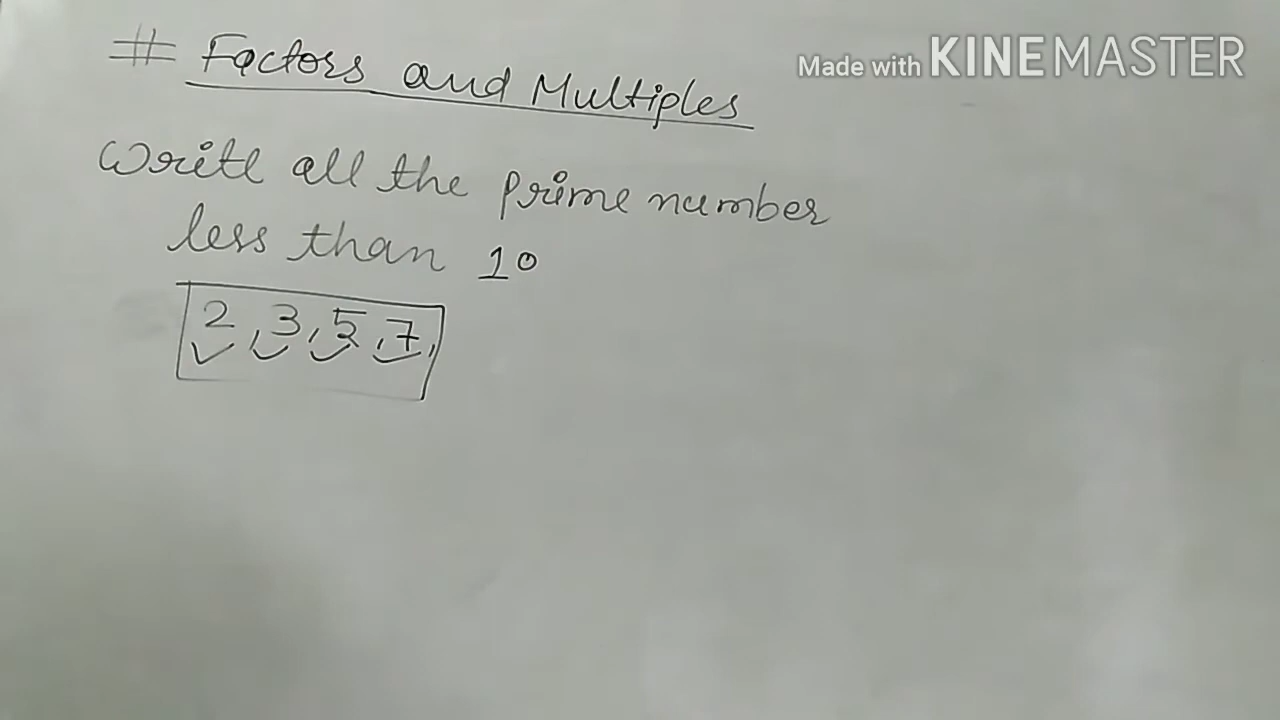 # Factors and Multiples
Made with KINEMASTER
Write all the prime number
less than 10
2, 3, 5, 7,